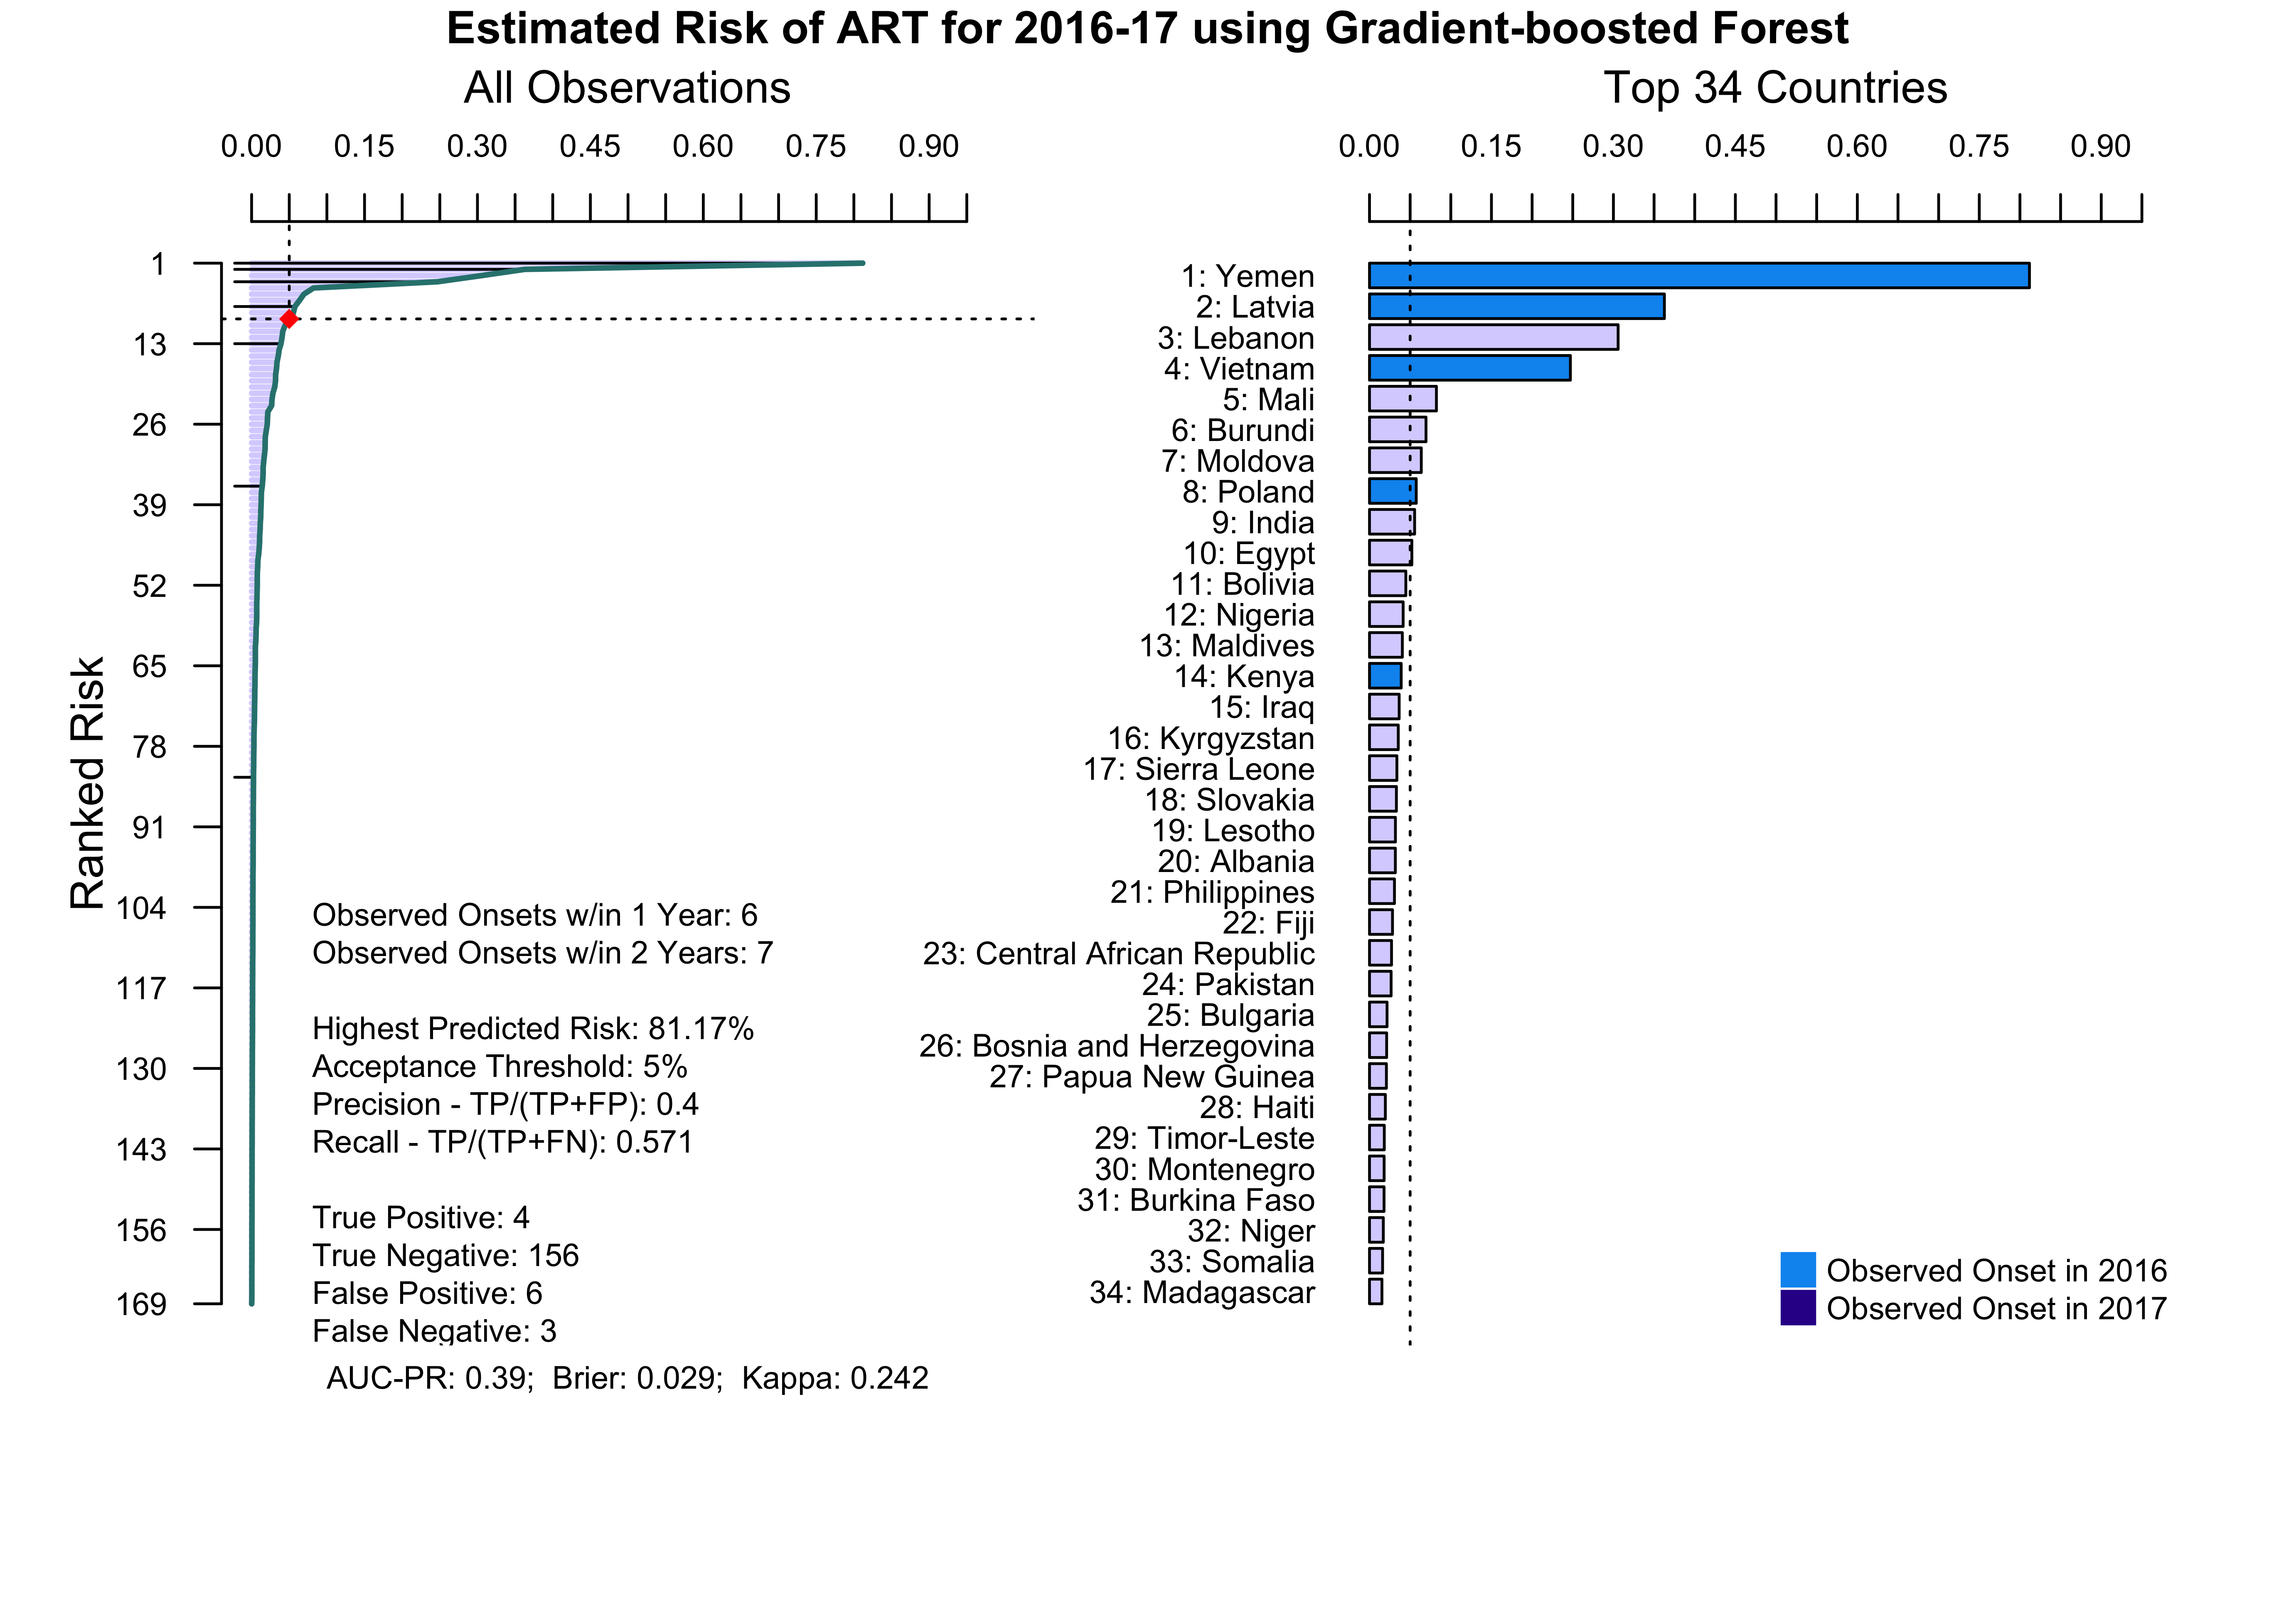 Estimated Risk of ART for 2016-17 using Gradient-boosted Forest
All Observations
0.00 0.15 0.30 0.45 0.60 0.75 0.90
Ranked Risk
1
13
26
39
52
65
78
91
104
117
130
143
156
169
Observed Onsets w/in 1 Year: 6
Observed Onsets w/in 2 Years: 7
Highest Predicted Risk: 81.17%
Acceptance Threshold: 5%
Precision - TP/(TP+FP): 0.4
Recall - TP/(TP+FN): 0.571
True Positive: 4
True Negative: 156
False Positive: 6
False Negative: 3
AUC-PR: 0.39; Brier: 0.029; Kappa: 0.242
Top 34 Countries
0.00 0.15 0.30 0.45 0.60 0.75 0.90
1: Yemen
2: Latvia
3: Lebanon
4: Vietnam
5: Mali
6: Burundi
7: Moldova
8: Poland
9: India
10: Egypt
11: Bolivia
12: Nigeria
13: Maldives
14: Kenya
15: Iraq
16: Kyrgyzstan
17: Sierra Leone
18: Slovakia
19: Lesotho
20: Albania
21: Philippines
22: Fiji
23: Central African Republic
24: Pakistan
25: Bulgaria
26: Bosnia and Herzegovina
27: Papua New Guinea
28: Haiti
29: Timor-Leste
30: Montenegro
31: Burkina Faso
32: Niger
33: Somalia
34: Madagascar
Observed Onset in 2016
Observed Onset in 2017